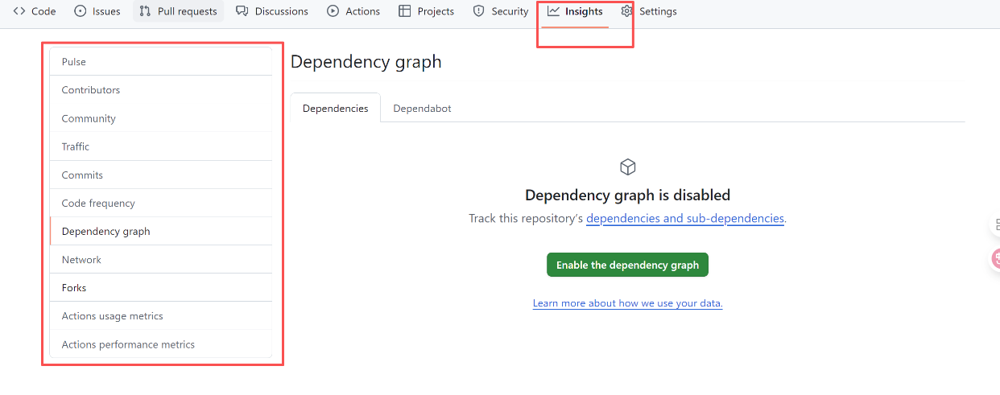 Code Issues Pull requests Discussions Actions Projects Security Insights Settings
Pulse
Contributors
Community
Traffic
Commits
Code frequency
Dependency graph
Network
Forks
Actions usage metrics
Actions performance metrics
Dependency graph
Dependencies Dependabot
Dependency graph is disabled
Track this repository’s dependencies and sub-dependencies.
Enable the dependency graph
Learn more about how we use your data.